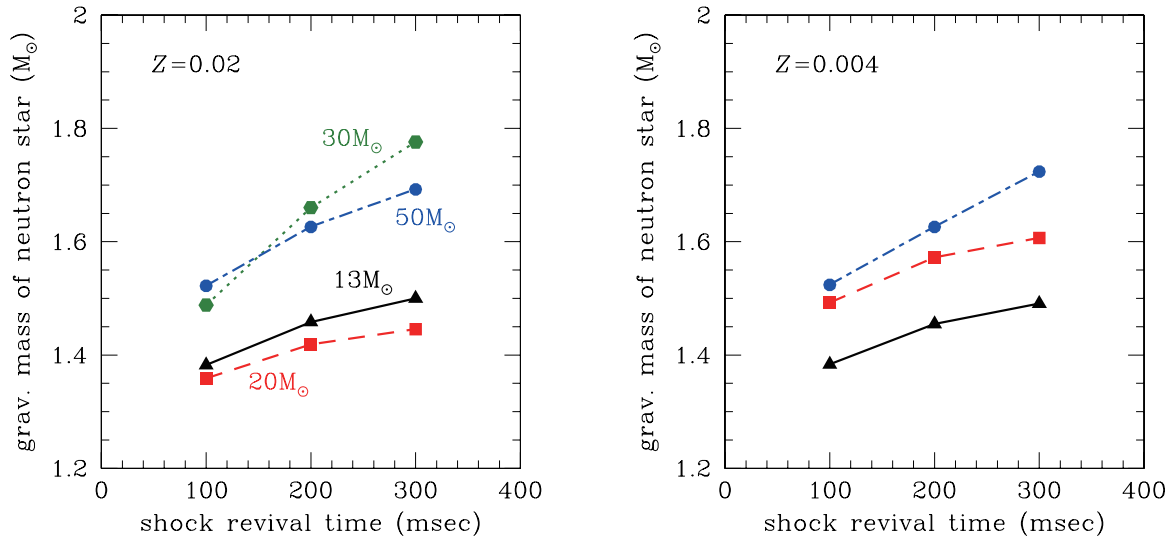 grav. mass of neutron star (M☉)
2
1.8
1.6
1.4
1.2
Z=0.02
30M☉
50M☉
13M☉
20M☉
0 100 200 300 400
shock revival time (msec)
grav. mass of neutron star (M☉)
2
1.8
1.6
1.4
1.2
Z=0.004
0 100 200 300 400
shock revival time (msec)